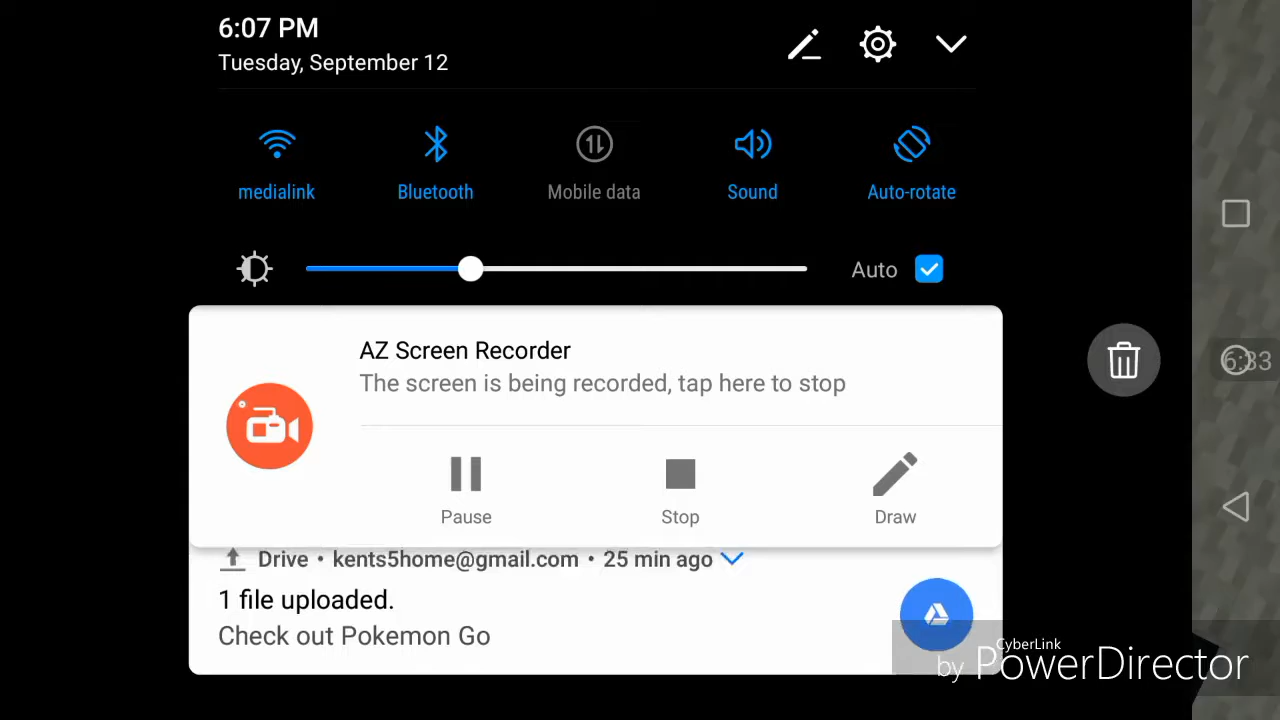 6:07 PM
Tuesday, September 12
medialink
Bluetooth
Mobile data
Sound
Auto-rotate
Auto
AZ Screen Recorder
The screen is being recorded, tap here to stop
6:33
Pause
Stop
Draw
Drive • kents5home@gmail.com • 25 min ago
1 file uploaded.
Check out Pokemon Go
CyberLink
by PowerDirector